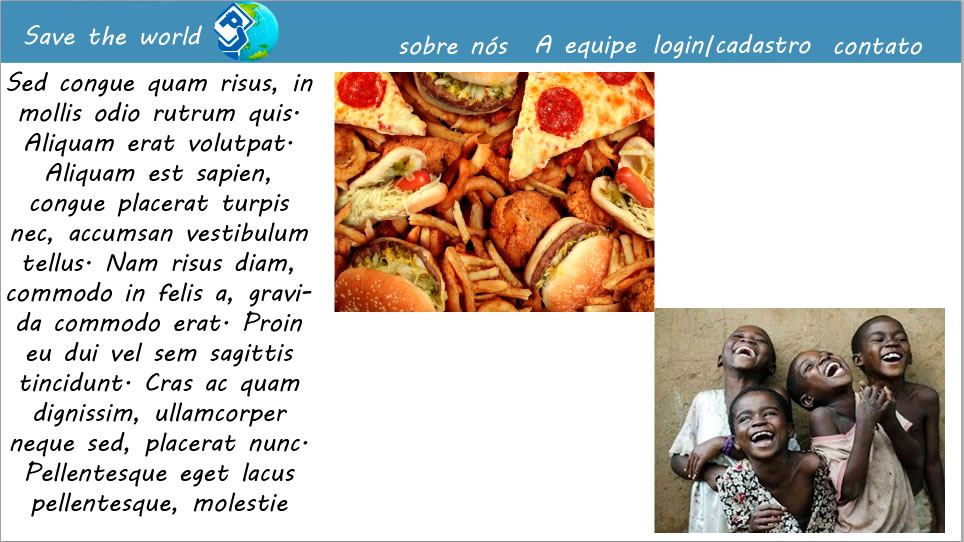 Save the world
sobre nós A equipe login/cadastro contato
Sed congue quam risus, in
mollis odio rutrum quis.
Aliquam erat volutpat.
Aliquam est sapien,
congue placerat turpis
nec, accumsan vestibulum
tellus. Nam risus diam,
commodo in felis a, gravi-
da commodo erat. Proin
eu dui vel sem sagittis
tincidunt. Cras ac quam
dignissim, ullamcorper
neque sed, placerat nunc.
Pellentesque eget lacus
pellentesque, molestie